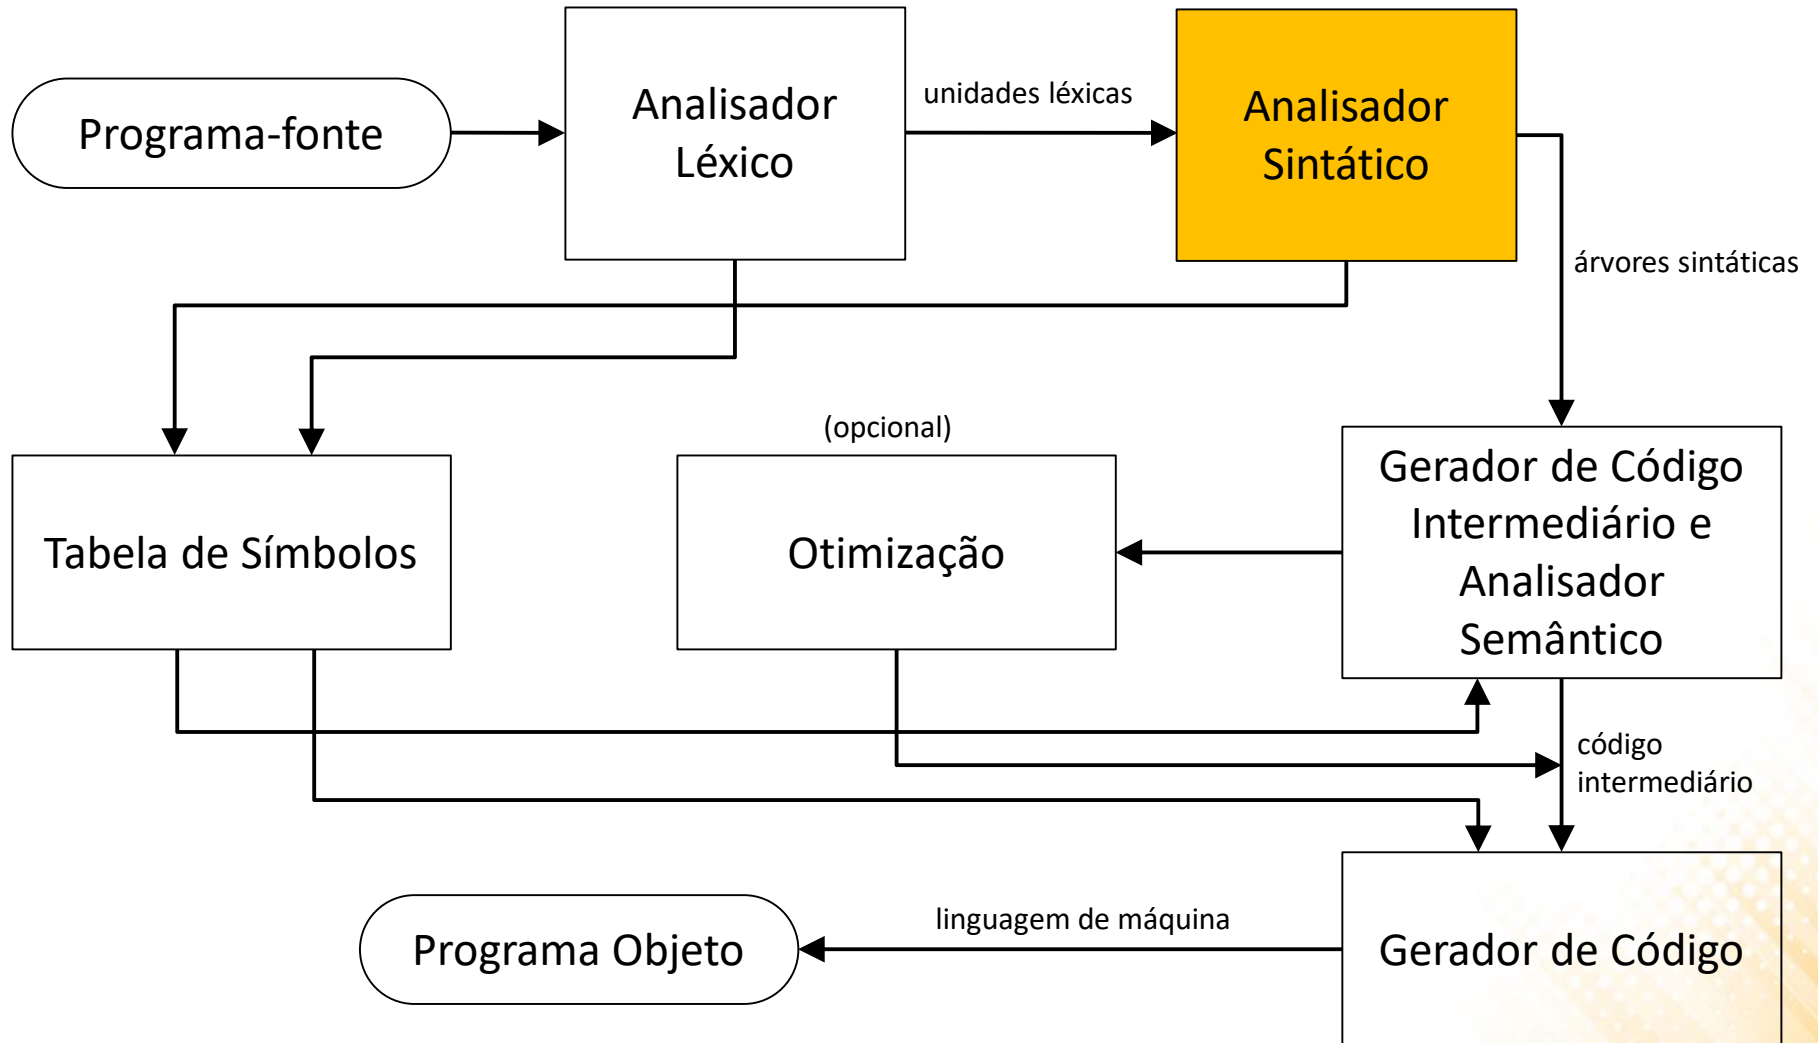 Programa-fonte
Analisador
Léxico
unidades léxicas
Analisador
Sintático
árvores sintáticas
Tabela de Símbolos
(opcional)
Otimização
Gerador de Código
Intermediário e
Analisador
Semântico
código
intermediário
Programa Objeto
linguagem de máquina
Gerador de Código